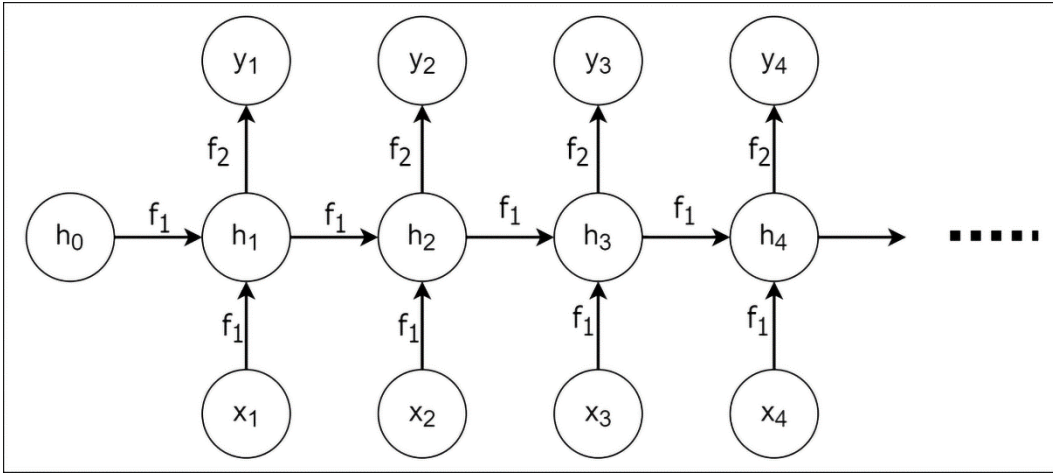 y₁ y₂ y₃ y₄
f₂ f₂ f₂ f₂
h₀ f₁ h₁ f₁ h₂ f₁ h₃ f₁ h₄
f₁ f₁ f₁ f₁
x₁ x₂ x₃ x₄